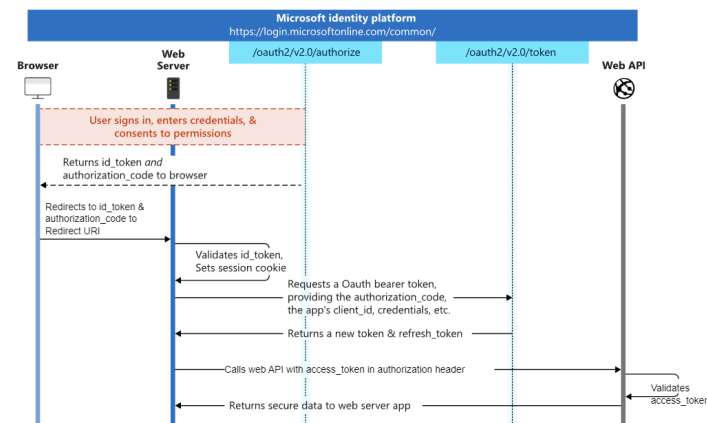 Microsoft identity platform
https://login.microsoftonline.com/common/
/oauth2/v2.0/authorize
/oauth2/v2.0/token
Browser
Web
Server
Web API
User signs in, enters credentials, &
consents to permissions
Returns id_token and
authorization_code to browser
Redirects to id_token &
authorization_code to
Redirect URI
Validates id_token,
Sets session cookie
Requests a Oauth bearer token,
providing the authorization_code,
the app's client_id, credentials, etc.
Returns a new token & refresh_token
Calls web API with access_token in authorization header
Validates
access_token
Returns secure data to web server app